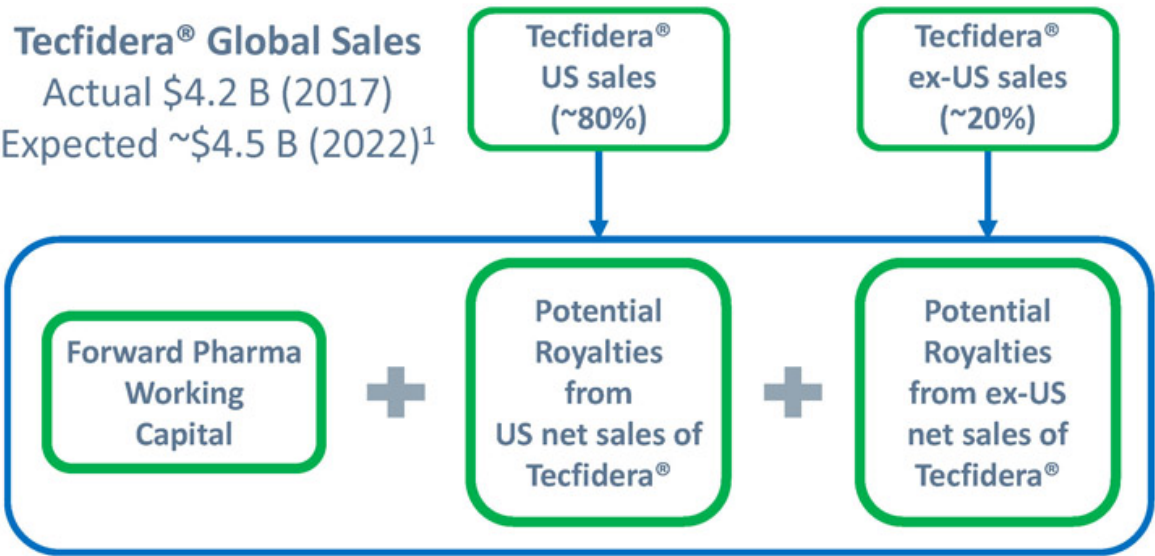 Tecfidera® Global Sales
Actual $4.2 B (2017)
Expected ~$4.5 B (2022)¹
Tecfidera®
US sales
(~80%)
Tecfidera®
ex-US sales
(~20%)
Forward Pharma
Working
Capital
Potential
Royalties
from
US net sales of
Tecfidera®
Potential
Royalties
from ex-US
net sales of
Tecfidera®